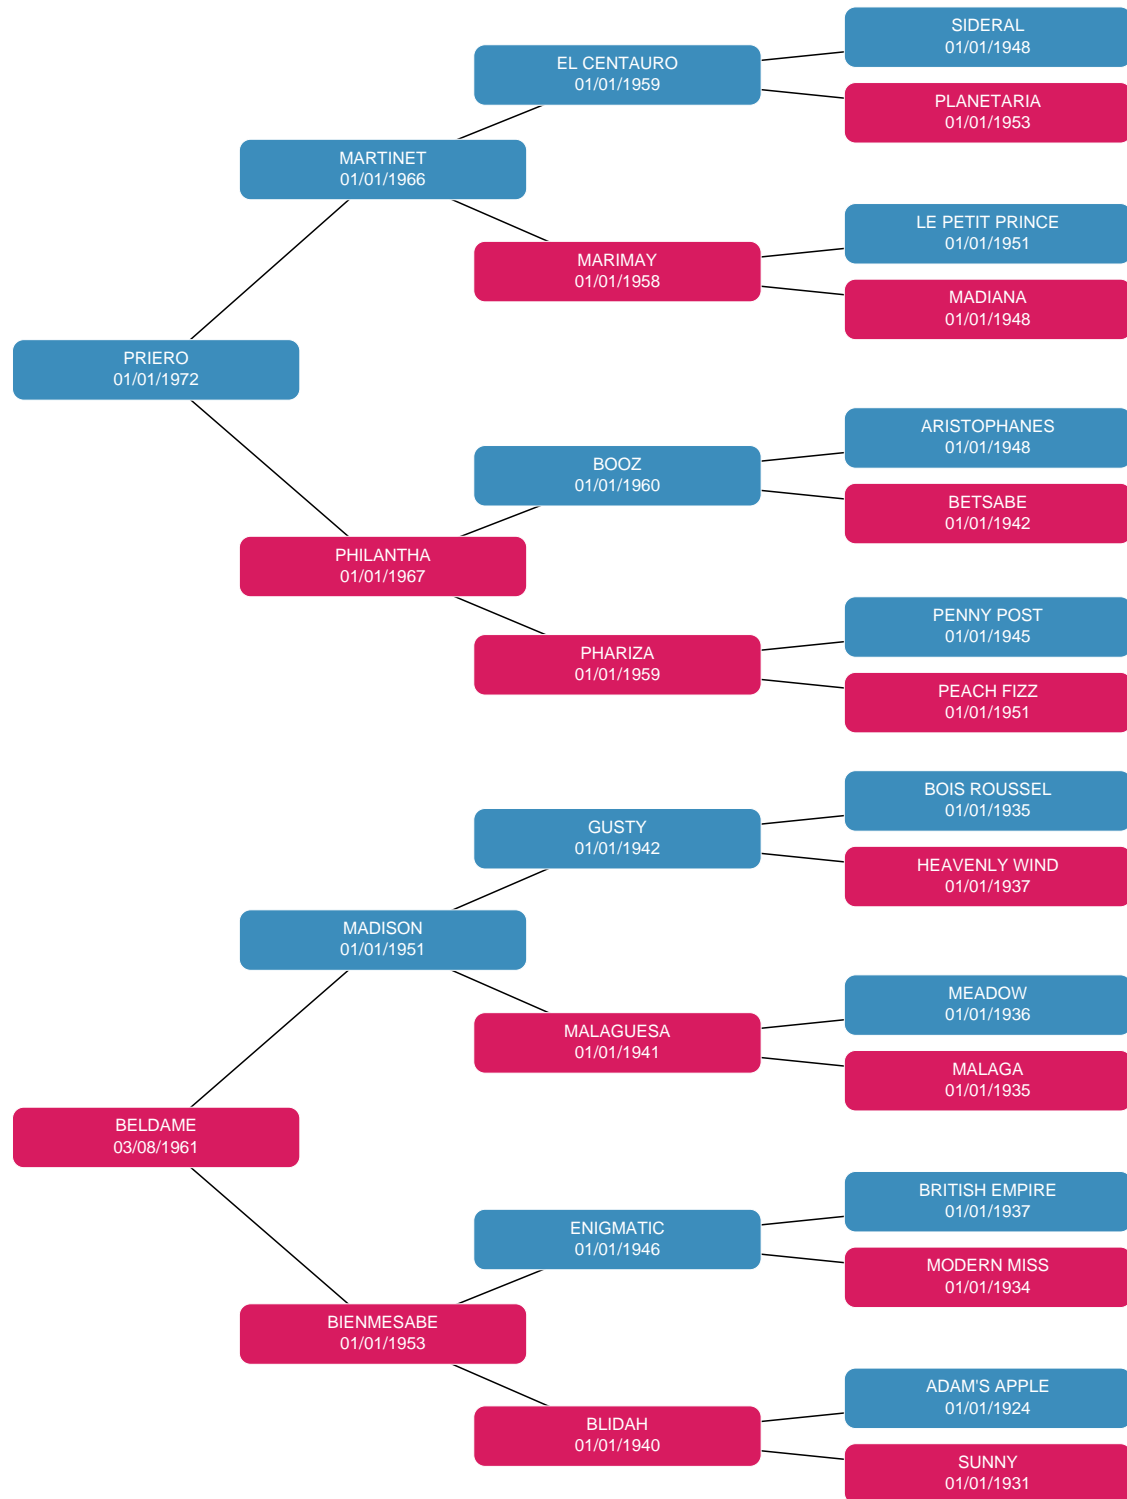 SIDERAL
01/01/1948
EL CENTAURO
01/01/1959
PLANETARIA
01/01/1953
MARTINET
01/01/1966
LE PETIT PRINCE
01/01/1951
MARIMAY
01/01/1958
MADIANA
01/01/1948
PRIERO
01/01/1972
ARISTOPHANES
01/01/1948
BOOZ
01/01/1960
BETSABE
01/01/1942
PHILANTHA
01/01/1967
PENNY POST
01/01/1945
PHARIZA
01/01/1959
PEACH FIZZ
01/01/1951
BOIS ROUSSEL
01/01/1935
GUSTY
01/01/1942
HEAVENLY WIND
01/01/1937
MADISON
01/01/1951
MEADOW
01/01/1936
MALAGUESA
01/01/1941
MALAGA
01/01/1935
BELDAME
03/08/1961
BRITISH EMPIRE
01/01/1937
ENIGMATIC
01/01/1946
MODERN MISS
01/01/1934
BIENMESABE
01/01/1953
ADAM'S APPLE
01/01/1924
BLIDAH
01/01/1940
SUNNY
01/01/1931